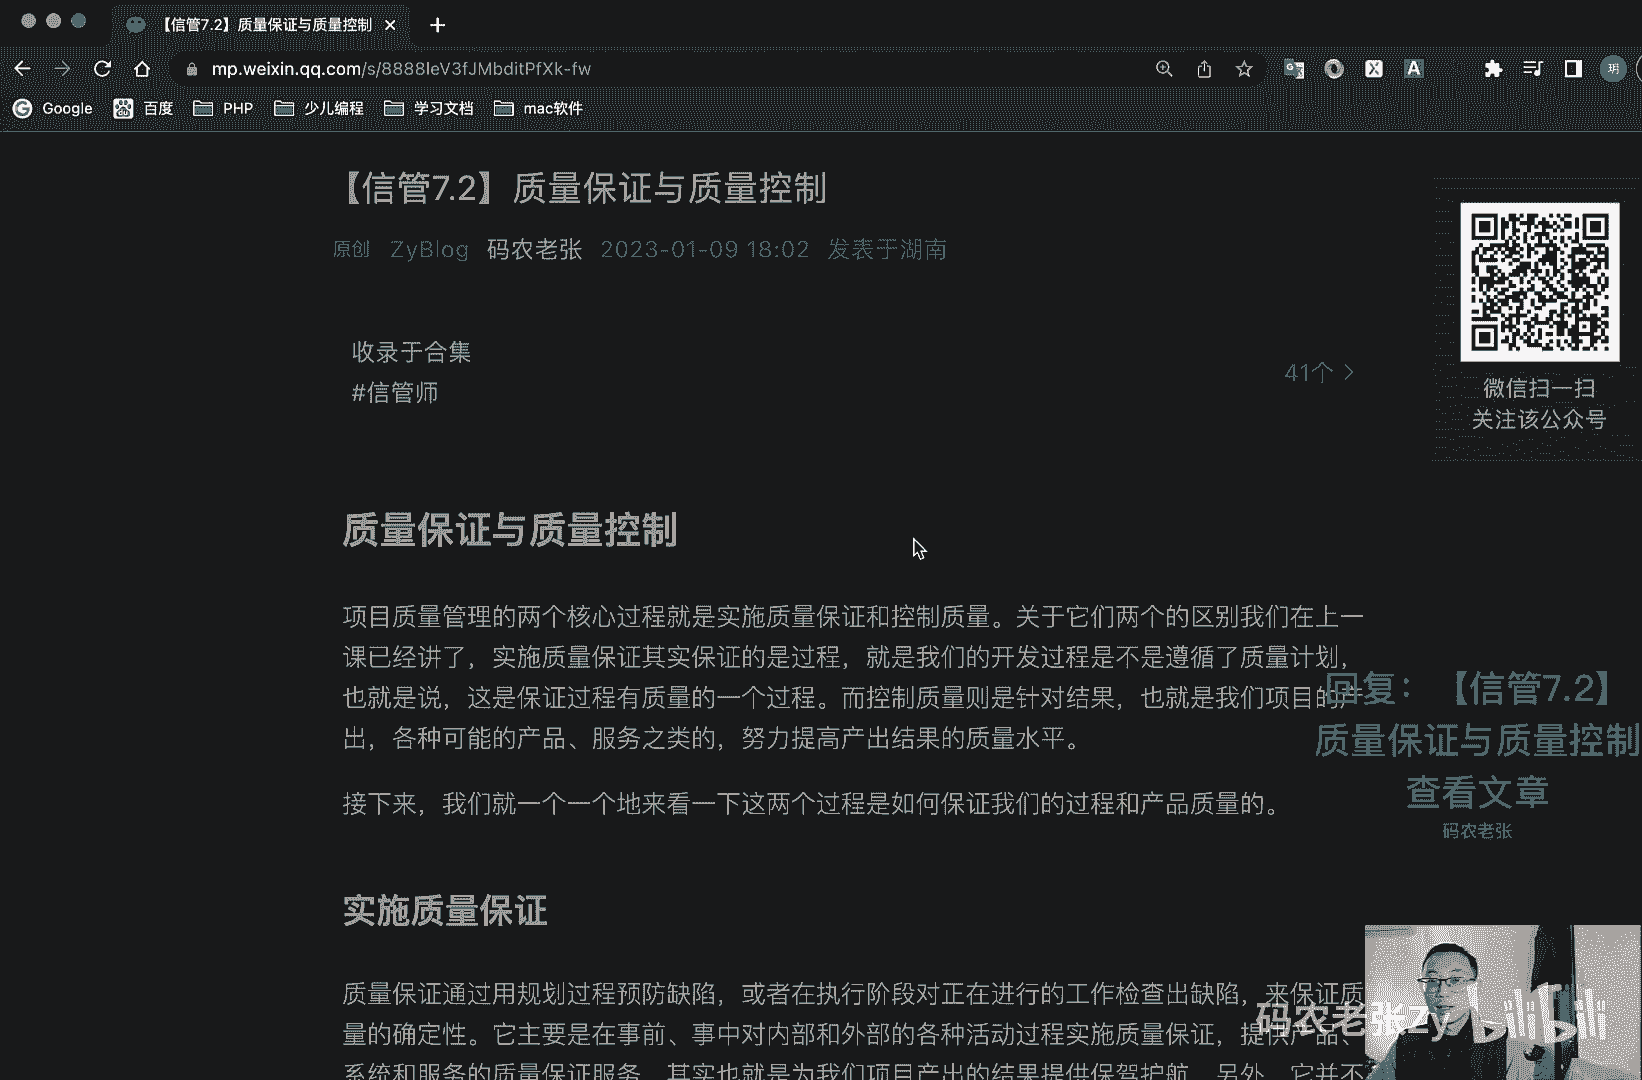 【信管7.2】质量保证与质量控制
mp.weixin.qq.com/s/8888IeV3fJMbditPfXk-fw
玥
Google
百度
PHP
少儿编程
学习文档
mac软件
【信管7.2】质量保证与质量控制
原创 ZyBlog 码农老张 2023-01-09 18:02 发表于湖南
收录于合集
#信管师
41个
微信扫一扫
关注该公众号
质量保证与质量控制
项目质量管理的两个核心过程就是实施质量保证和控制质量。关于它们两个的区别我们在上一
课已经讲了，实施质量保证其实保证的是过程，就是我们的开发过程是不是遵循了质量计划，
也就是说，这是保证过程有质量的一个过程。而控制质量则是针对结果，也就是我们项目的产
出，各种可能的产品、服务之类的，努力提高产出结果的质量水平。
接下来，我们就一个一个地来看一下这两个过程是如何保证我们的过程和产品质量的。
回复：【信管7.2】
质量保证与质量控制
查看文章
码农老张
实施质量保证
质量保证通过用规划过程预防缺陷，或者在执行阶段对正在进行的工作检查出缺陷，来保证质
量的确定性。它主要是在事前、事中对内部和外部的各种活动过程实施质量保证，提供产品、
系统和服务的质量保证服务，其实也就是为我们项目产出的结果提供保驾护航。另外，它并不
码农老张Zy bilibili